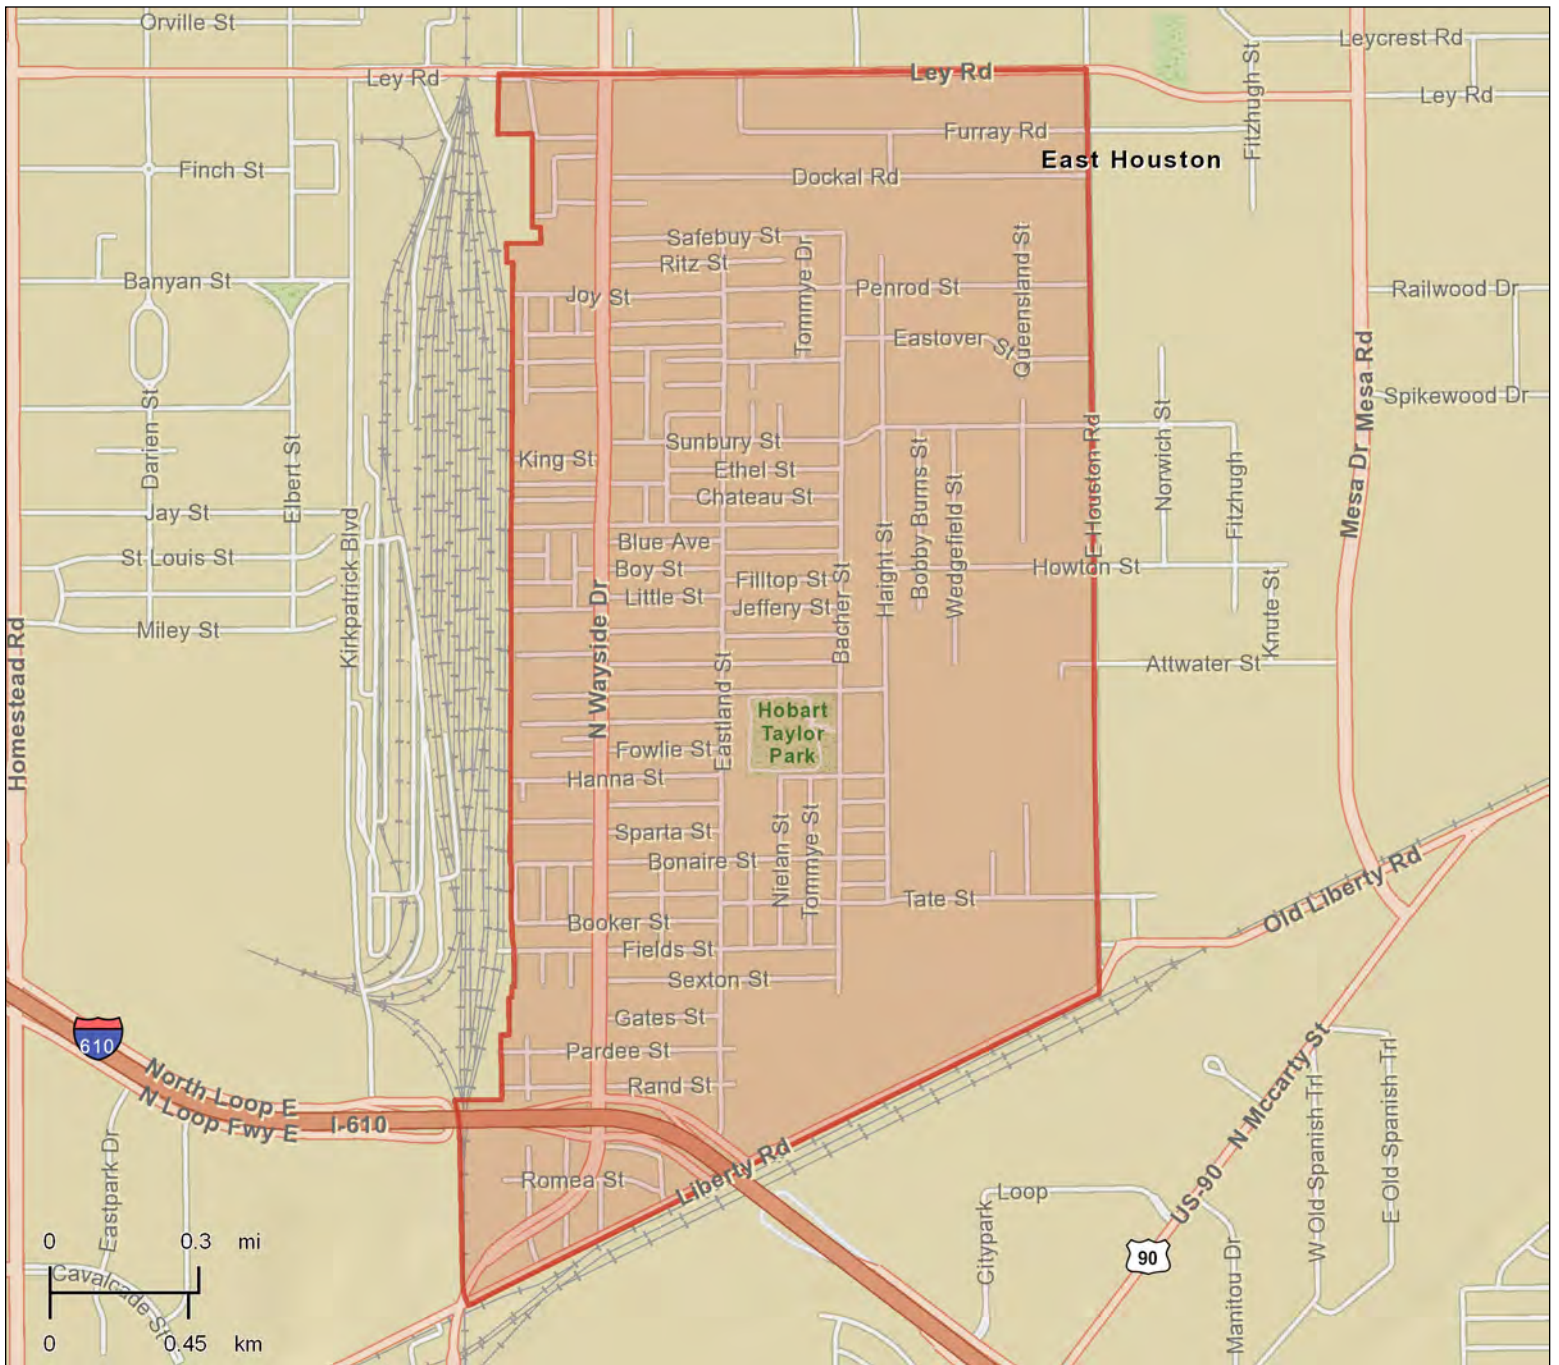 Orville St
Ley Rd
Ley Rd
Leycrest Rd
Ley Rd
Fitzhugh St
Furray Rd
East Houston
Finch St
Dockal Rd
Safebuy St
Ritz St
Tommye Dr
Queensland St
Banyan St
Joy St
Penrod St
Railwood Dr
Eastover St
Mesa Rd
Spikewood Dr
Darien St
Elbert St
King St
Sunbury St
Ethel St
Chateau St
Bobby Burns St
Wedgefield St
E Houston Rd
Norwich St
Fitzhugh
Mesa Dr
Jay St
Kirkpatrick Blvd
St Louis St
Blue Ave
Boy St
Little St
Filltop St
Jeffery St
Bacher St
Haight St
Howton St
Knute St
Miley St
Homestead Rd
N Wayside Dr
Eastland St
Attwater St
Hobart
Taylor
Park
Fowlie St
Hanna St
Sparta St
Bonaire St
Nielan St
Tommye St
Tate St
Old Liberty Rd
Booker St
Fields St
Sexton St
Gates St
Pardee St
Rand St
610
North Loop E
N Loop Fwy E
I-610
Eastpark Dr
Romea St
Liberty Rd
N Mccarty St
US-90
90
W Old Spanish Trl
E Old Spanish Trl
Citypark
Loop
Manitou Dr
Cavalcade St
0 0.3 mi
0 0.45 km